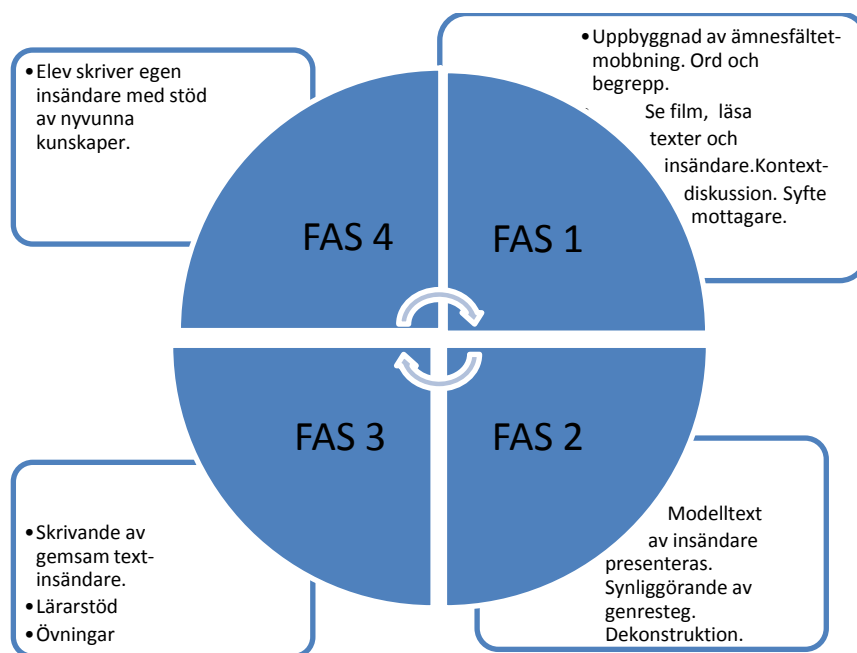 •Elev skriver egen
insändare med stöd
av nyvunna
kunskaper.
•Uppbyggnad av ämnesfältet-
mobbning. Ord och
begrepp.
Se film, läsa
texter och
insändare.Kontext-
diskussion. Syfte
mottagare.
FAS 4
FAS 1
FAS 3
FAS 2
•Skrivande av
gemsam text-
insändare.
•Lärarstöd
•Övningar
Modelltext
av insändare
presenteras.
Synliggörande av
genresteg.
Dekonstruktion.